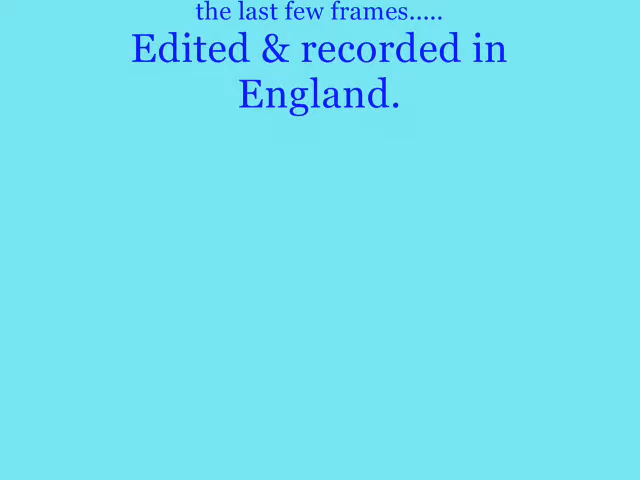 the last few frames.....
Edited & recorded in
England.